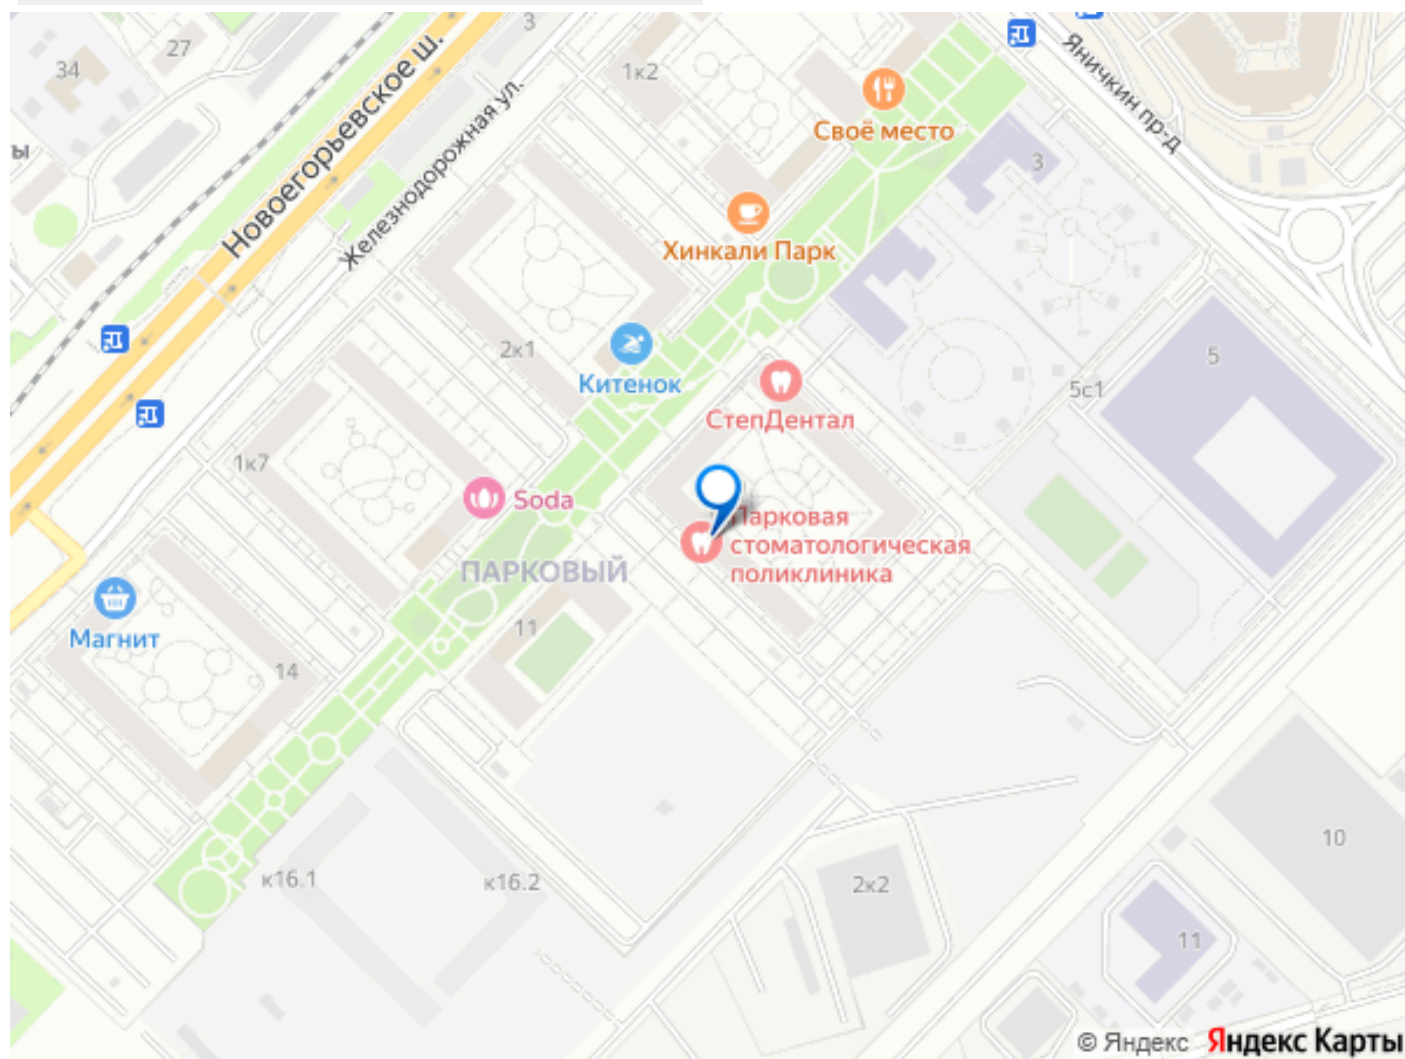 3
27
34
Новоегорьевское ш.
Железнодорожная ул.
1к2
Яничкин пр-д
Своё место
ы
3
Хинкали Парк
2к1
5
Китенок
5с1
СтепДентал
1к7
Soda
Парковая
стоматологическая
поликлиника
ПАРКОВЫЙ
Магнит
11
14
10
к16.1
к16.2
2к2
11
© Яндекс Яндекс Карты